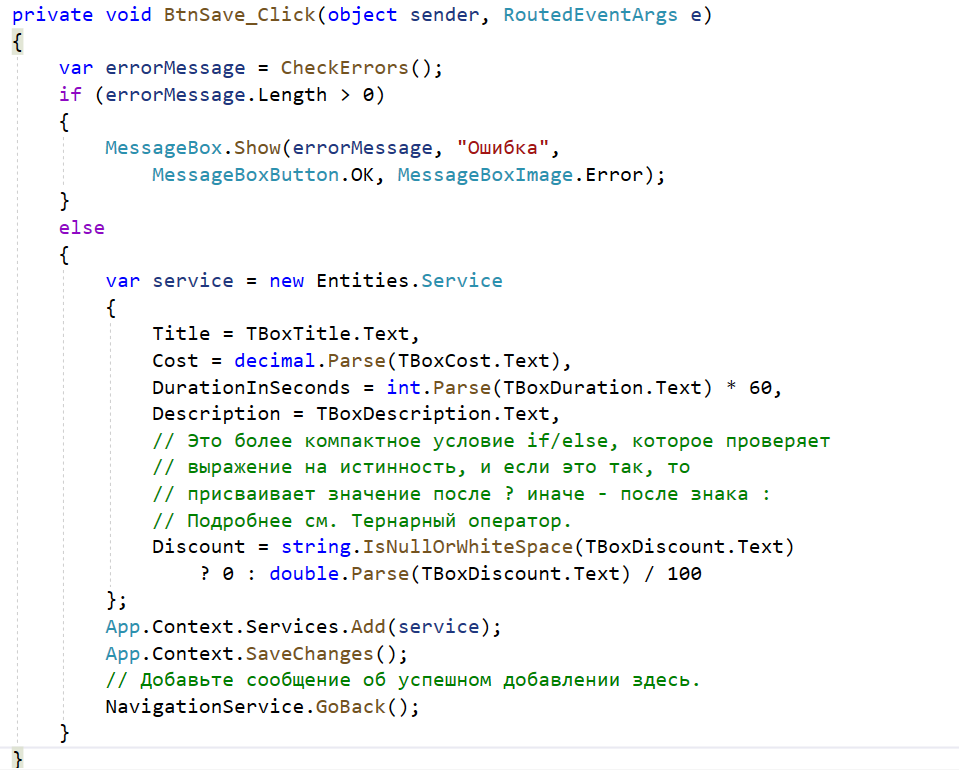 private void BtnSave_Click(object sender, RoutedEventArgs e)
{
    var errorMessage = CheckErrors();
    if (errorMessage.Length > 0)
    {
        MessageBox.Show(errorMessage, "Ошибка",
            MessageBoxButton.OK, MessageBoxImage.Error);
    }
    else
    {
        var service = new Entities.Service
        {
            Title = TBoxTitle.Text,
            Cost = decimal.Parse(TBoxCost.Text),
            DurationInSeconds = int.Parse(TBoxDuration.Text) * 60,
            Description = TBoxDescription.Text,
            // Это более компактное условие if/else, которое проверяет
            // выражение на истинность, и если это так, то
            // присваивает значение после ? иначе - после знака :
            // Подробнее см. Тернарный оператор.
            Discount = string.IsNullOrWhiteSpace(TBoxDiscount.Text)
                ? 0 : double.Parse(TBoxDiscount.Text) / 100
        };
        App.Context.Services.Add(service);
        App.Context.SaveChanges();
        // Добавьте сообщение об успешном добавлении здесь.
        NavigationService.GoBack();
    }
}